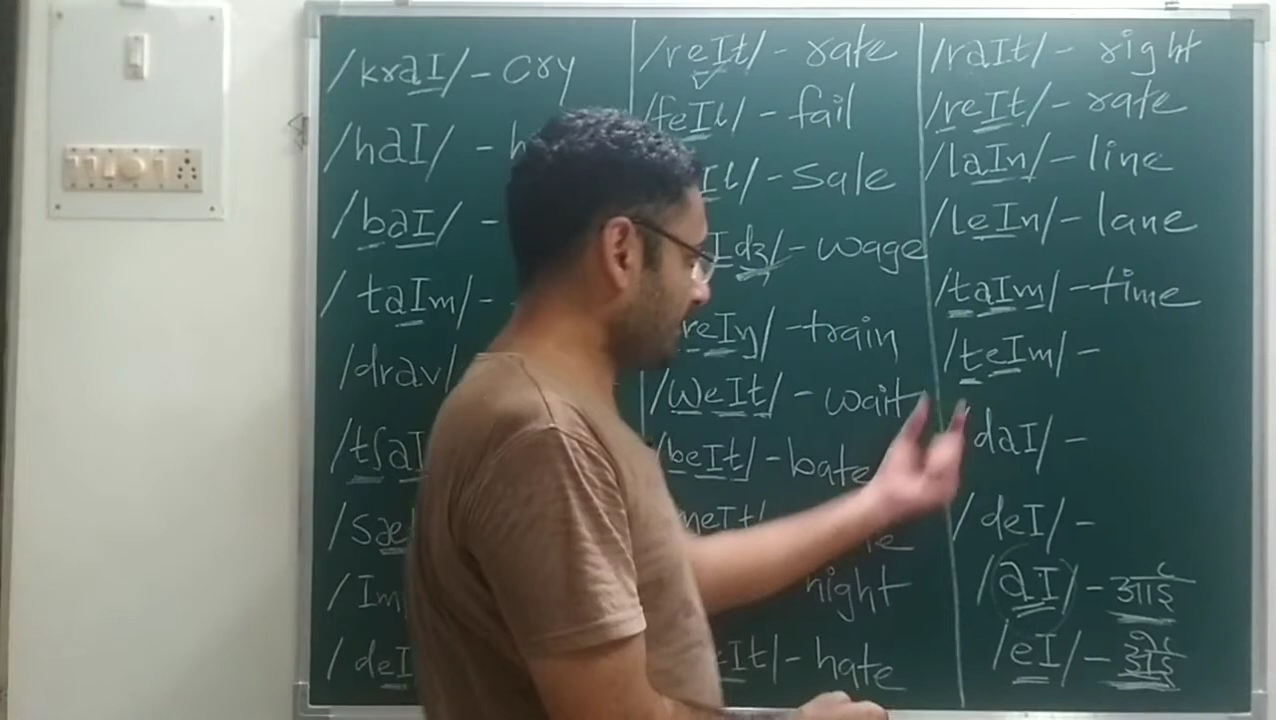 /kraI/ - cry
/haI/ - h
/baI/ -
/taIm/ -
/drav/
/tʃaI
/sæ
/Im
/deI
/reIt/ - rate
/feIl/ - fail
Il/ - sale
Idʒ/ - wage
reIn/ - train
/weIt/ - wait
/beIt/ - bate
meIt/
night
eIt/ - hate
/raIt/ - right
/reIt/ - rate
/laIn/ - line
/leIn/ - lane
/taIm/ - time
/teIm/ -
/daI/ -
/deI/ -
/aI/ - आई
/eI/ -